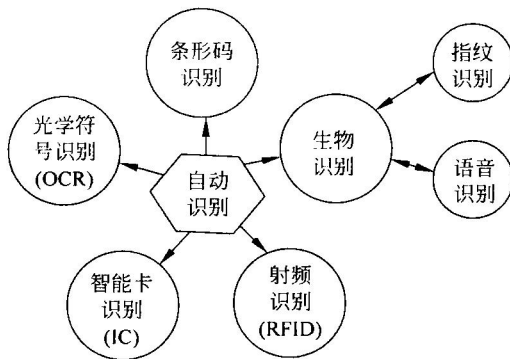 条形码
识别
指纹
识别
光学符
号识别
(OCR)
生物
识别
自动
识别
语音
识别
智能卡
识别
(IC)
射频
识别
(RFID)